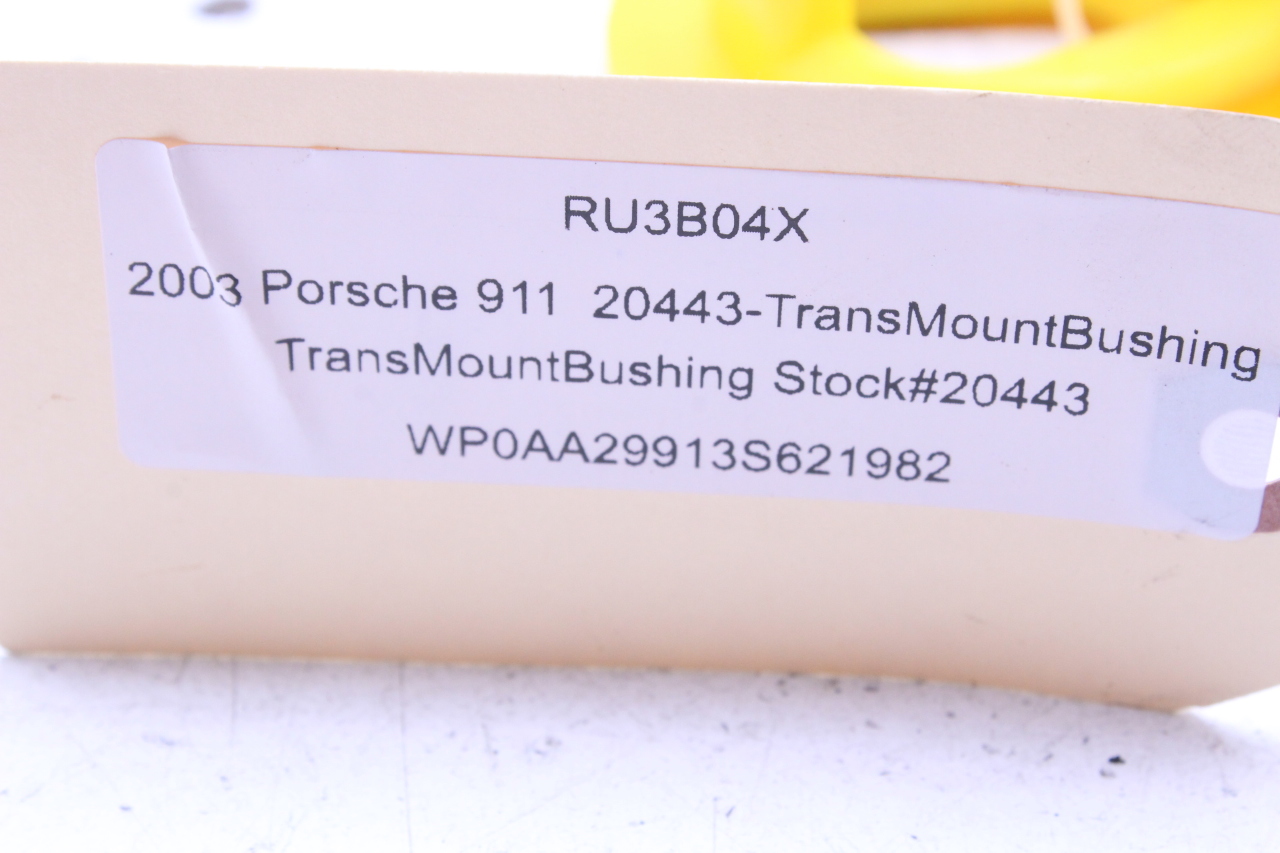 RU3B04X
2003 Porsche 911 20443-TransMountBushing
TransMountBushing Stock#20443
WP0AA29913S621982